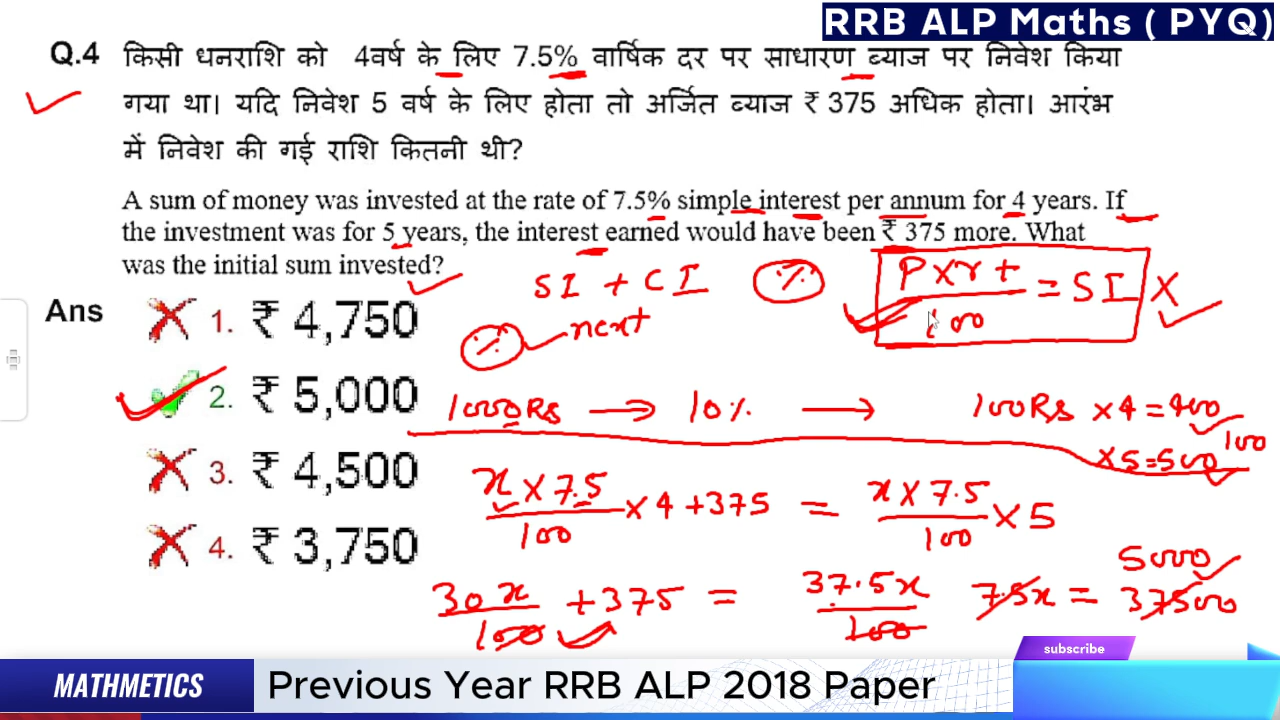 RRB ALP Maths ( PYQ)
Q.4 किसी धनराशि को 4वर्ष के लिए 7.5% वार्षिक दर पर साधारण ब्याज पर निवेश किया
गया था। यदि निवेश 5 वर्ष के लिए होता तो अर्जित ब्याज ₹ 375 अधिक होता। आरंभ
में निवेश की गई राशि कितनी थी?
A sum of money was invested at the rate of 7.5% simple interest per annum for 4 years. If
the investment was for 5 years, the interest earned would have been ₹ 375 more. What
was the initial sum invested?
SI + CI % P x r t / 100 = SI x
Ans 1. ₹ 4,750
% next
2. ₹ 5,000
1000Rs → 10% → 100Rs x4 = 400
100
x5 = 500
3. ₹ 4,500
x x 7.5 / 100 x 4 + 375 = x x 7.5 / 100 x 5
4. ₹ 3,750
5000
30x / 100 + 375 = 37.5x / 100 7.5x = 37500
subscribe
MATHMETICS
Previous Year RRB ALP 2018 Paper